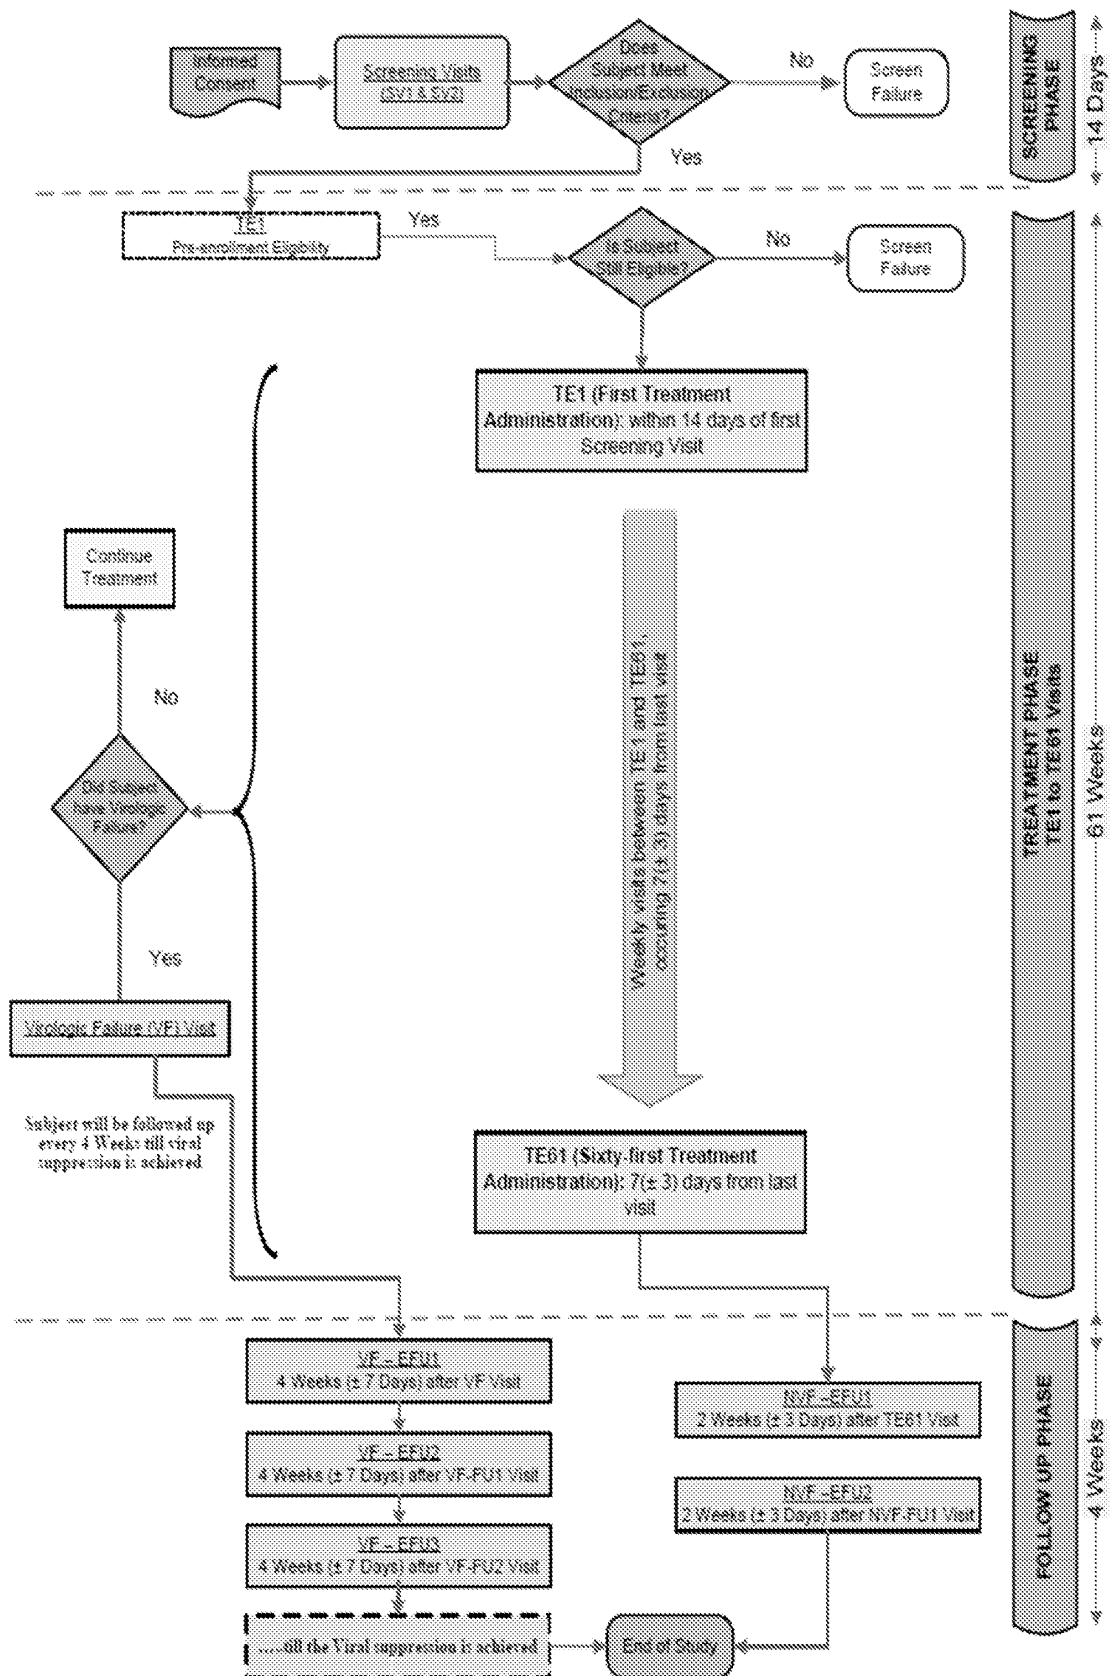 Informed
Consent
Screening Visits
(SV1 & SV2)
Does
Subject Meet
Inclusion/Exclusion
Criteria?
No
Screen
Failure
Yes
SCREENING
PHASE
14 Days
TE1
Pre-enrollment Eligibility
Yes
Is Subject
Still Eligible?
No
Screen
Failure
TE1 (First Treatment
Administration): within 14 days of first
Screening Visit
Continue
Treatment
No
Did Subject
have Virologic
Failure?
Yes
Virologic Failure (VF) Visit
Subject will be followed up
every 4 Weeks till viral
suppression is achieved
Weekly visits between TE1 and TE61,
occuring 7(± 3) days from last visit
TREATMENT PHASE
TE1 to TE61 Visits
61 Weeks
TE61 (Sixty-first Treatment
Administration): 7(± 3) days from last
visit
VF – EFU1
4 Weeks (± 7 Days) after VF Visit
VF – EFU2
4 Weeks (± 7 Days) after VF-FU1 Visit
VF – EFU3
4 Weeks (± 7 Days) after VF-FU2 Visit
.....till the Viral suppression is achieved
NVF –EFU1
2 Weeks (± 3 Days) after TE61 Visit
NVF –EFU2
2 Weeks (± 3 Days) after NVF-FU1 Visit
End of Study
FOLLOW UP PHASE
4 Weeks